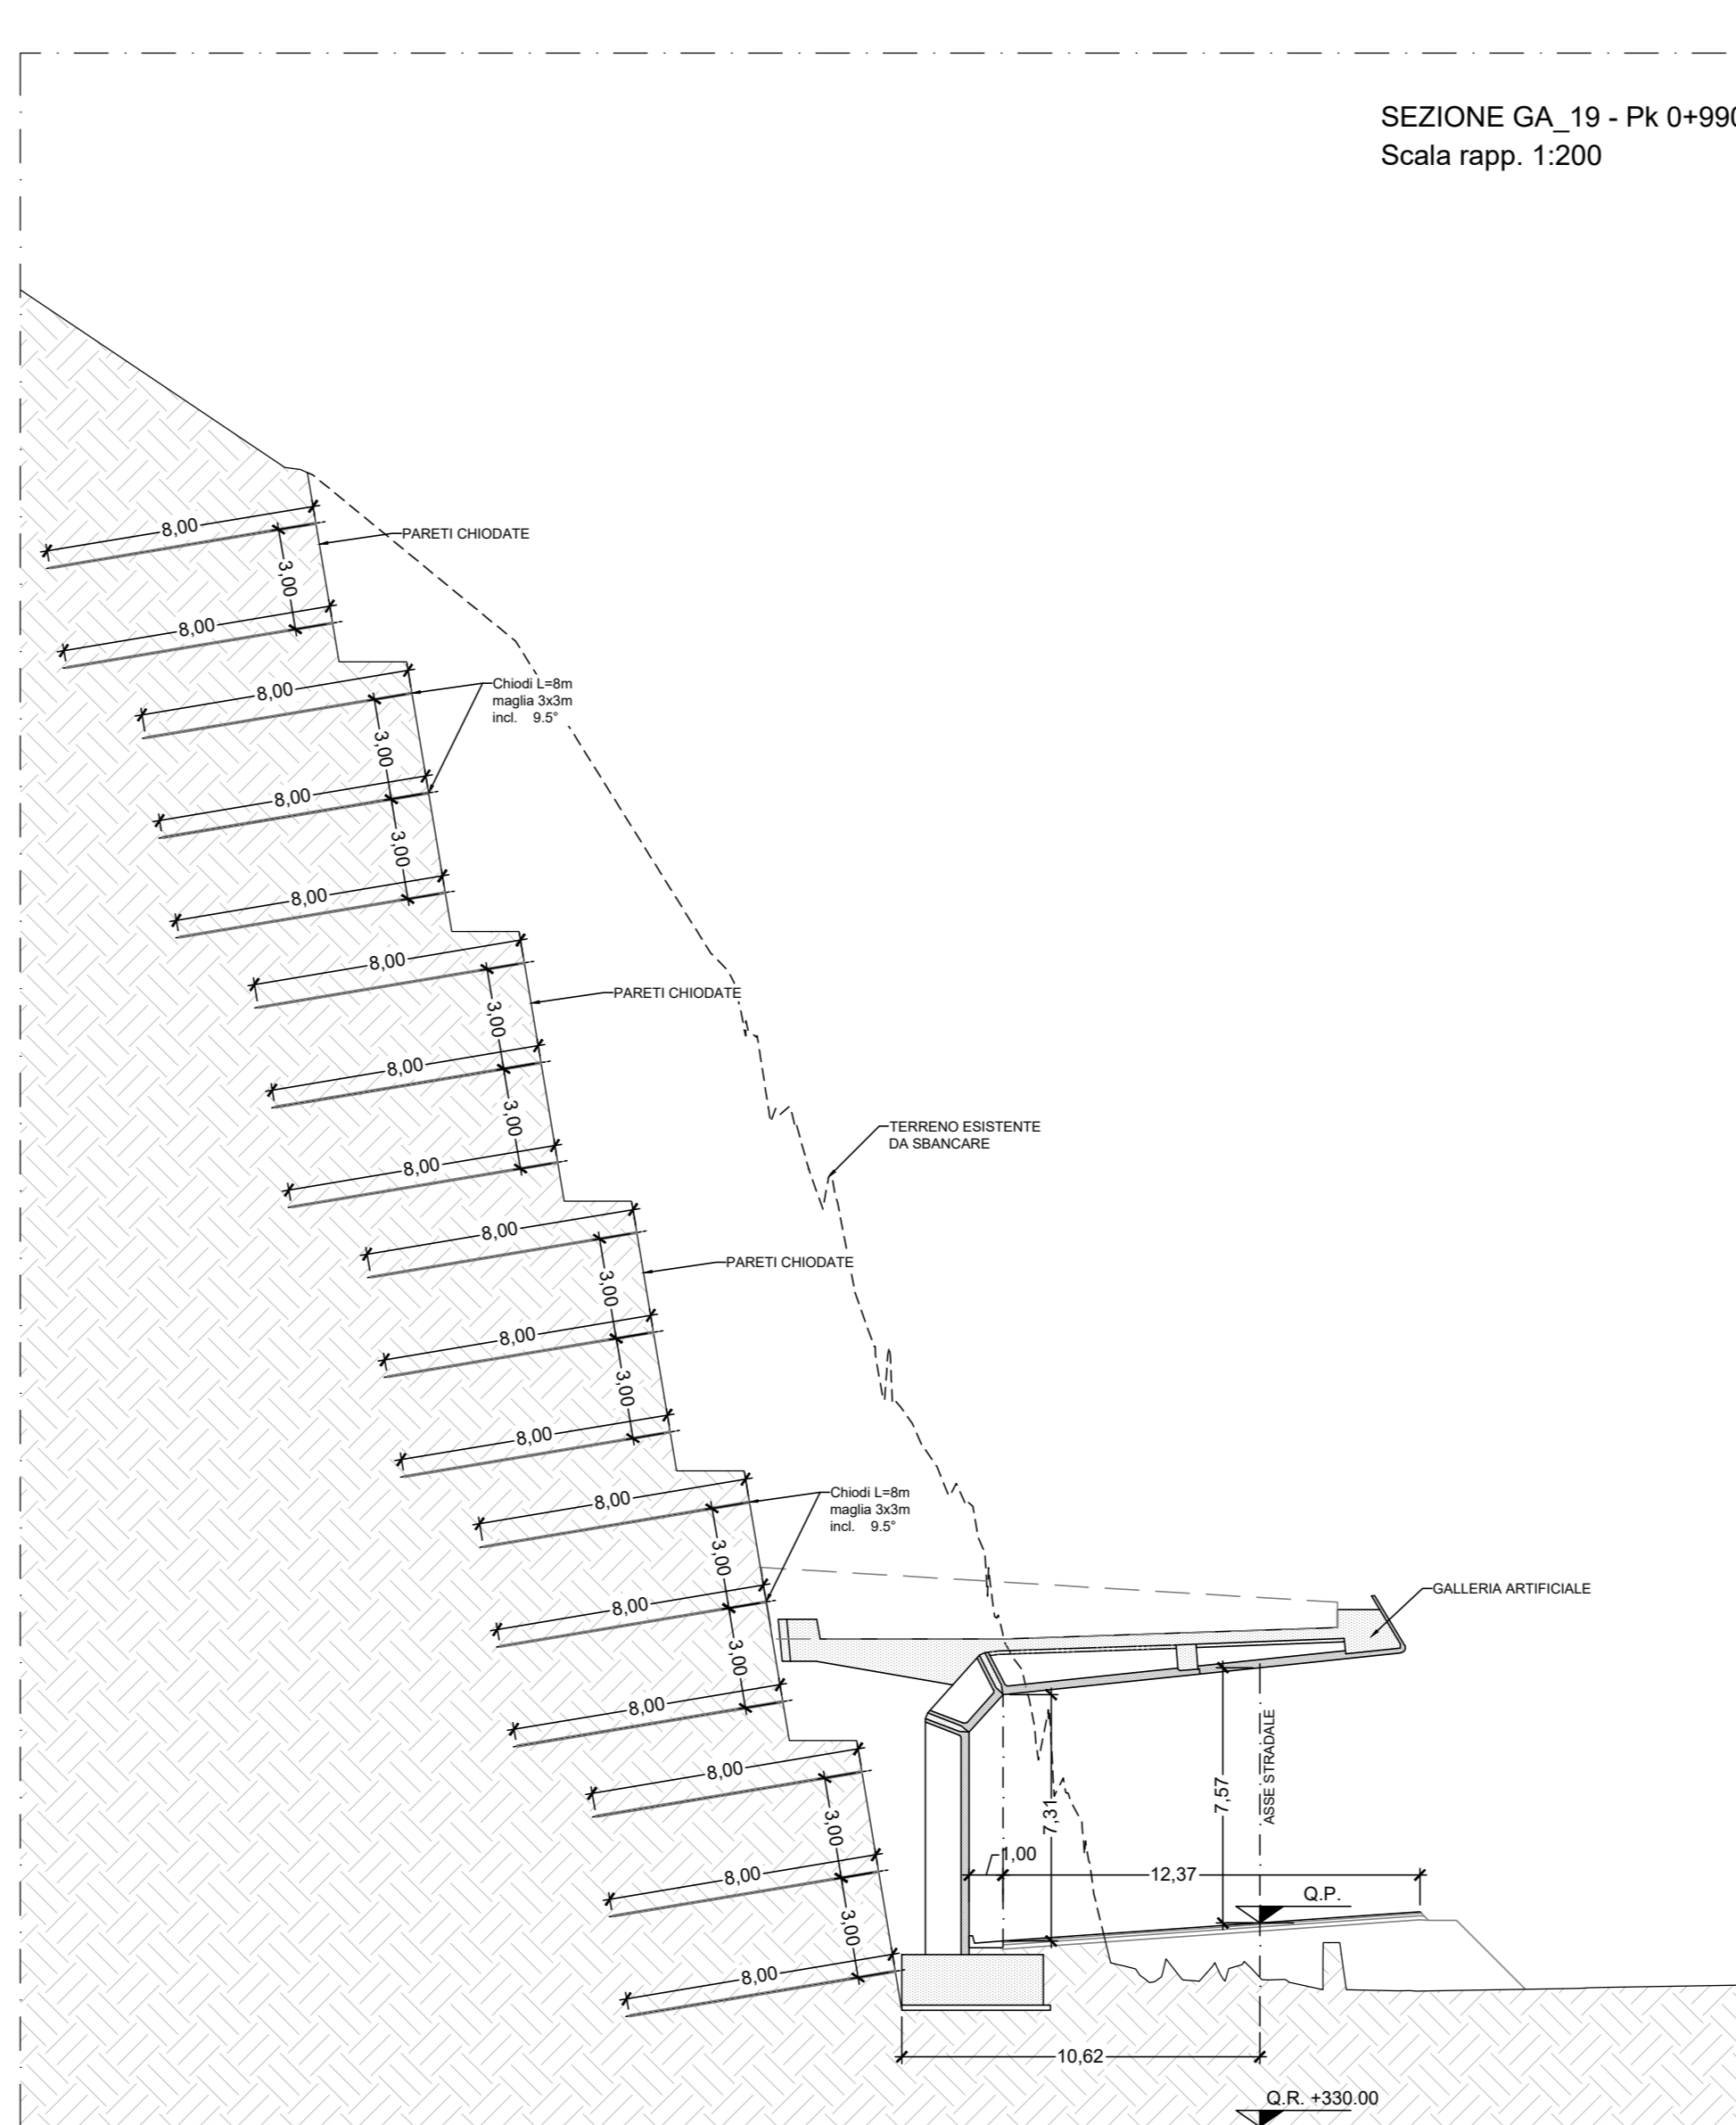 SEZIONE GA_19 - Pk 0+990
Scala rapp. 1:200
8,00
PARETI CHIODATE
3,00
8,00
8,00
Chiodi L=8m
maglia 3x3m
incl. 9.5°
3,00
8,00
3,00
8,00
8,00
PARETI CHIODATE
3,00
8,00
3,00
TERRENO ESISTENTE
DA SBANCARE
8,00
8,00
PARETI CHIODATE
3,00
8,00
3,00
8,00
8,00
Chiodi L=8m
maglia 3x3m
incl. 9.5°
3,00
GALLERIA ARTIFICIALE
8,00
3,00
8,00
ASSE STRADALE
8,00
7,57
7,31
3,00
1,00
8,00
12,37
Q.P.
3,00
8,00
10,62
Q.R. +330.00